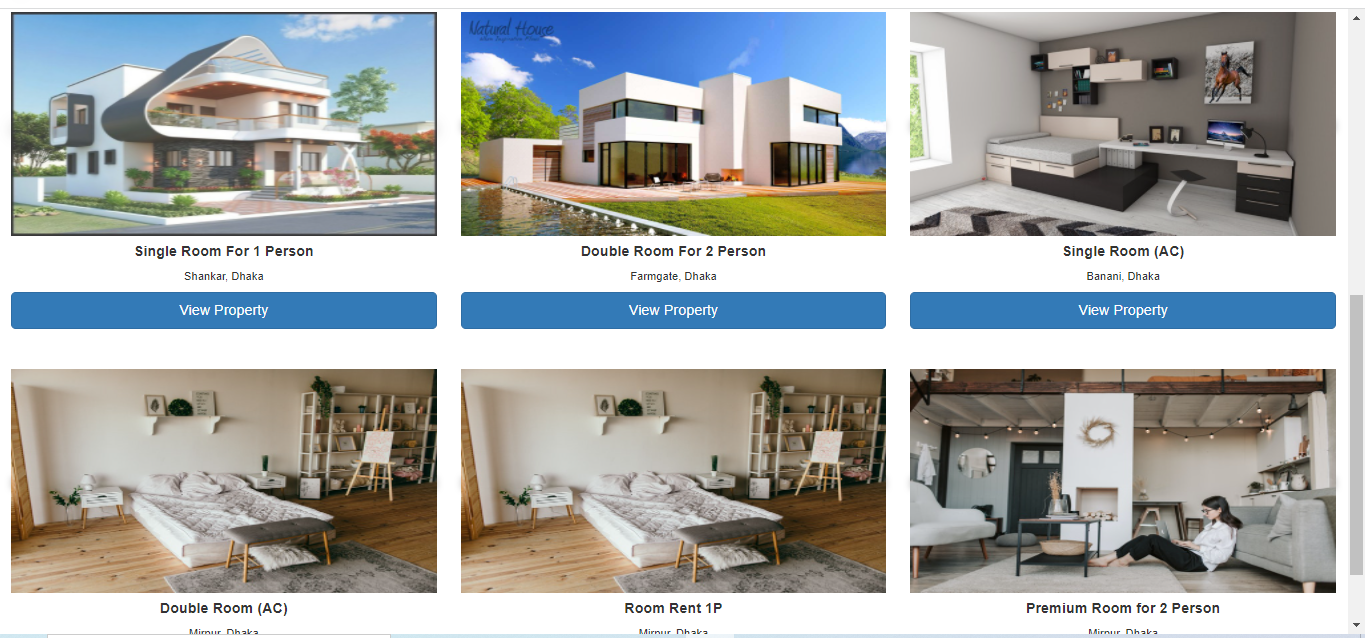 Natural House
Single Room For 1 Person
Shankar, Dhaka
View Property
Double Room For 2 Person
Farmgate, Dhaka
View Property
Single Room (AC)
Banani, Dhaka
View Property
Double Room (AC)
Mirpur, Dhaka
Room Rent 1P
Mirpur, Dhaka
Premium Room for 2 Person
Mirpur, Dhaka